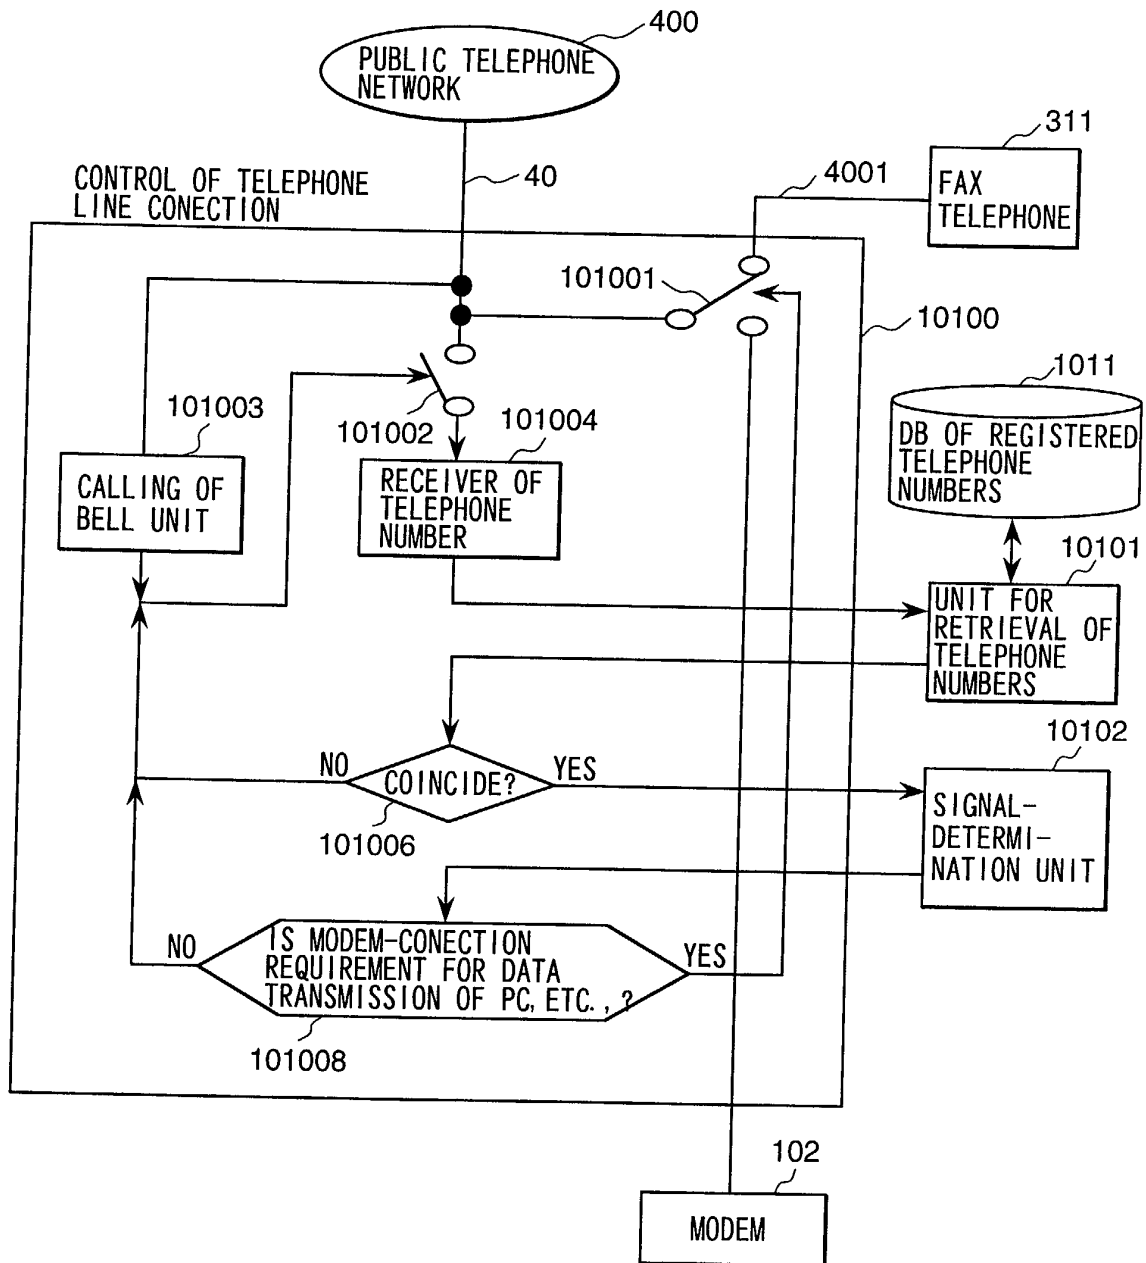 400
PUBLIC TELEPHONE
NETWORK
40
311
FAX
TELEPHONE
4001
CONTROL OF TELEPHONE
LINE CONECTION
101001
10100
101002
101003
CALLING OF
BELL UNIT
101004
RECEIVER OF
TELEPHONE
NUMBER
1011
DB OF REGISTERED
TELEPHONE
NUMBERS
10101
UNIT FOR
RETRIEVAL OF
TELEPHONE
NUMBERS
NO
COINCIDE?
YES
101006
10102
SIGNAL-
DETERMI-
NATION UNIT
NO
IS MODEM-CONECTION
REQUIREMENT FOR DATA
TRANSMISSION OF PC, ETC., ?
YES
101008
102
MODEM